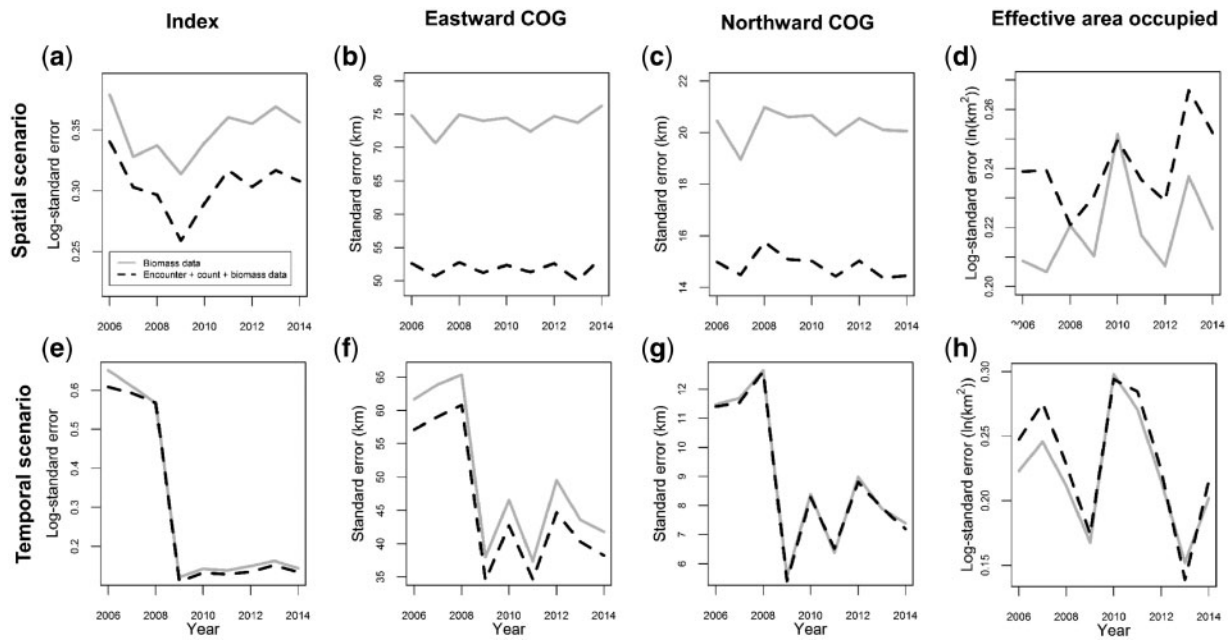 Index
Eastward COG
Northward COG
Effective area occupied
Spatial scenario
(a)
Log-standard error
0.35
0.30
0.25
Biomass data
Encounter + count + biomass data
2006 2008 2010 2012 2014
(b)
Standard error (km)
80
75
70
65
60
55
50
2006 2008 2010 2012 2014
(c)
Standard error (km)
22
20
18
16
14
2006 2008 2010 2012 2014
(d)
Log-standard error (ln(km²))
0.26
0.24
0.22
0.20
2008 2010 2012 2014
Temporal scenario
(e)
Log-standard error
0.6
0.5
0.4
0.3
0.2
2006 2008 2010 2012 2014
Year
(f)
Standard error (km)
65
60
55
50
45
40
35
2006 2008 2010 2012 2014
Year
(g)
Standard error (km)
12
11
10
9
8
7
6
2006 2008 2010 2012 2014
Year
(h)
Log-standard error (ln(km²))
0.30
0.25
0.20
0.15
2006 2008 2010 2012 2014
Year